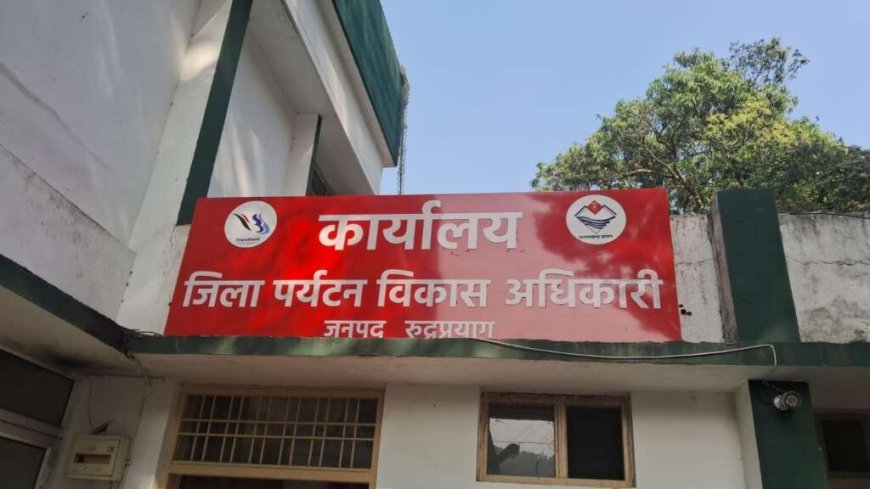 कार्यालय
जिला पर्यटन विकास अधिकारी
जनपद रुद्रप्रयाग